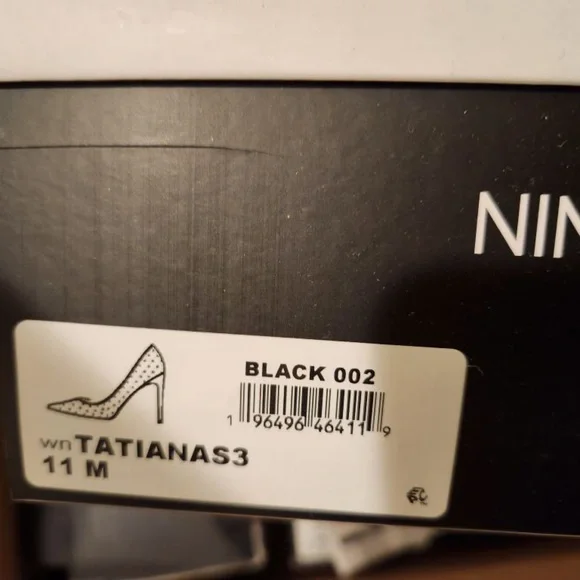 NIN
BLACK 002
1 96496 46411 9
wnTATIANAS3
11 M